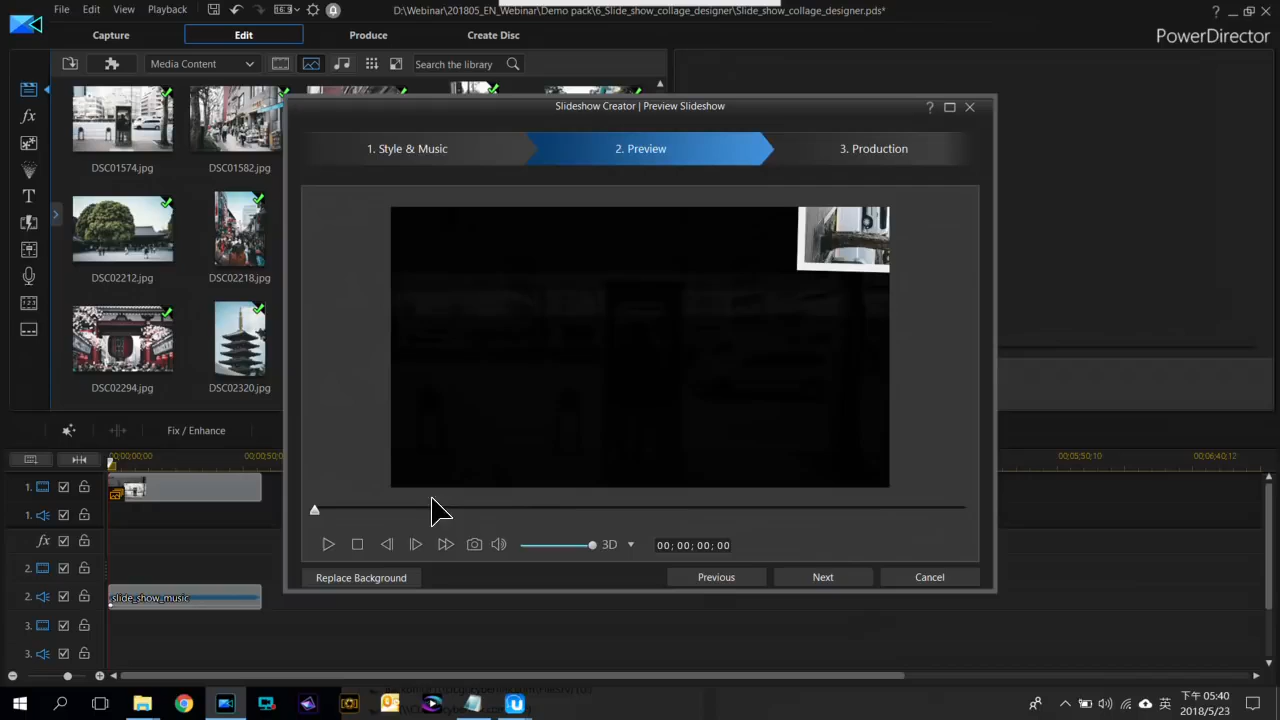 File Edit View Playback
D:\Webinar\201805_EN_Webinar\Demo pack\6_Slide_show_collage_designer\Slide_show_collage_designer.pds*
?
Capture Edit Produce Create Disc PowerDirector
Media Content Search the library
Slideshow Creator | Preview Slideshow
?
1. Style & Music 2. Preview 3. Production
DSC01574.jpg DSC01582.jpg
DSC02212.jpg DSC02218.jpg
DSC02294.jpg DSC02320.jpg
3D 00; 00; 00; 00
Replace Background Previous Next Cancel
Fix / Enhance
00;00;00;00 00;00;50;0 00;05;50;10 00;06;40;12
1.
1.
fx
2.
2. slide_show_music
3.
3.
英 下午 05:40
2018/5/23